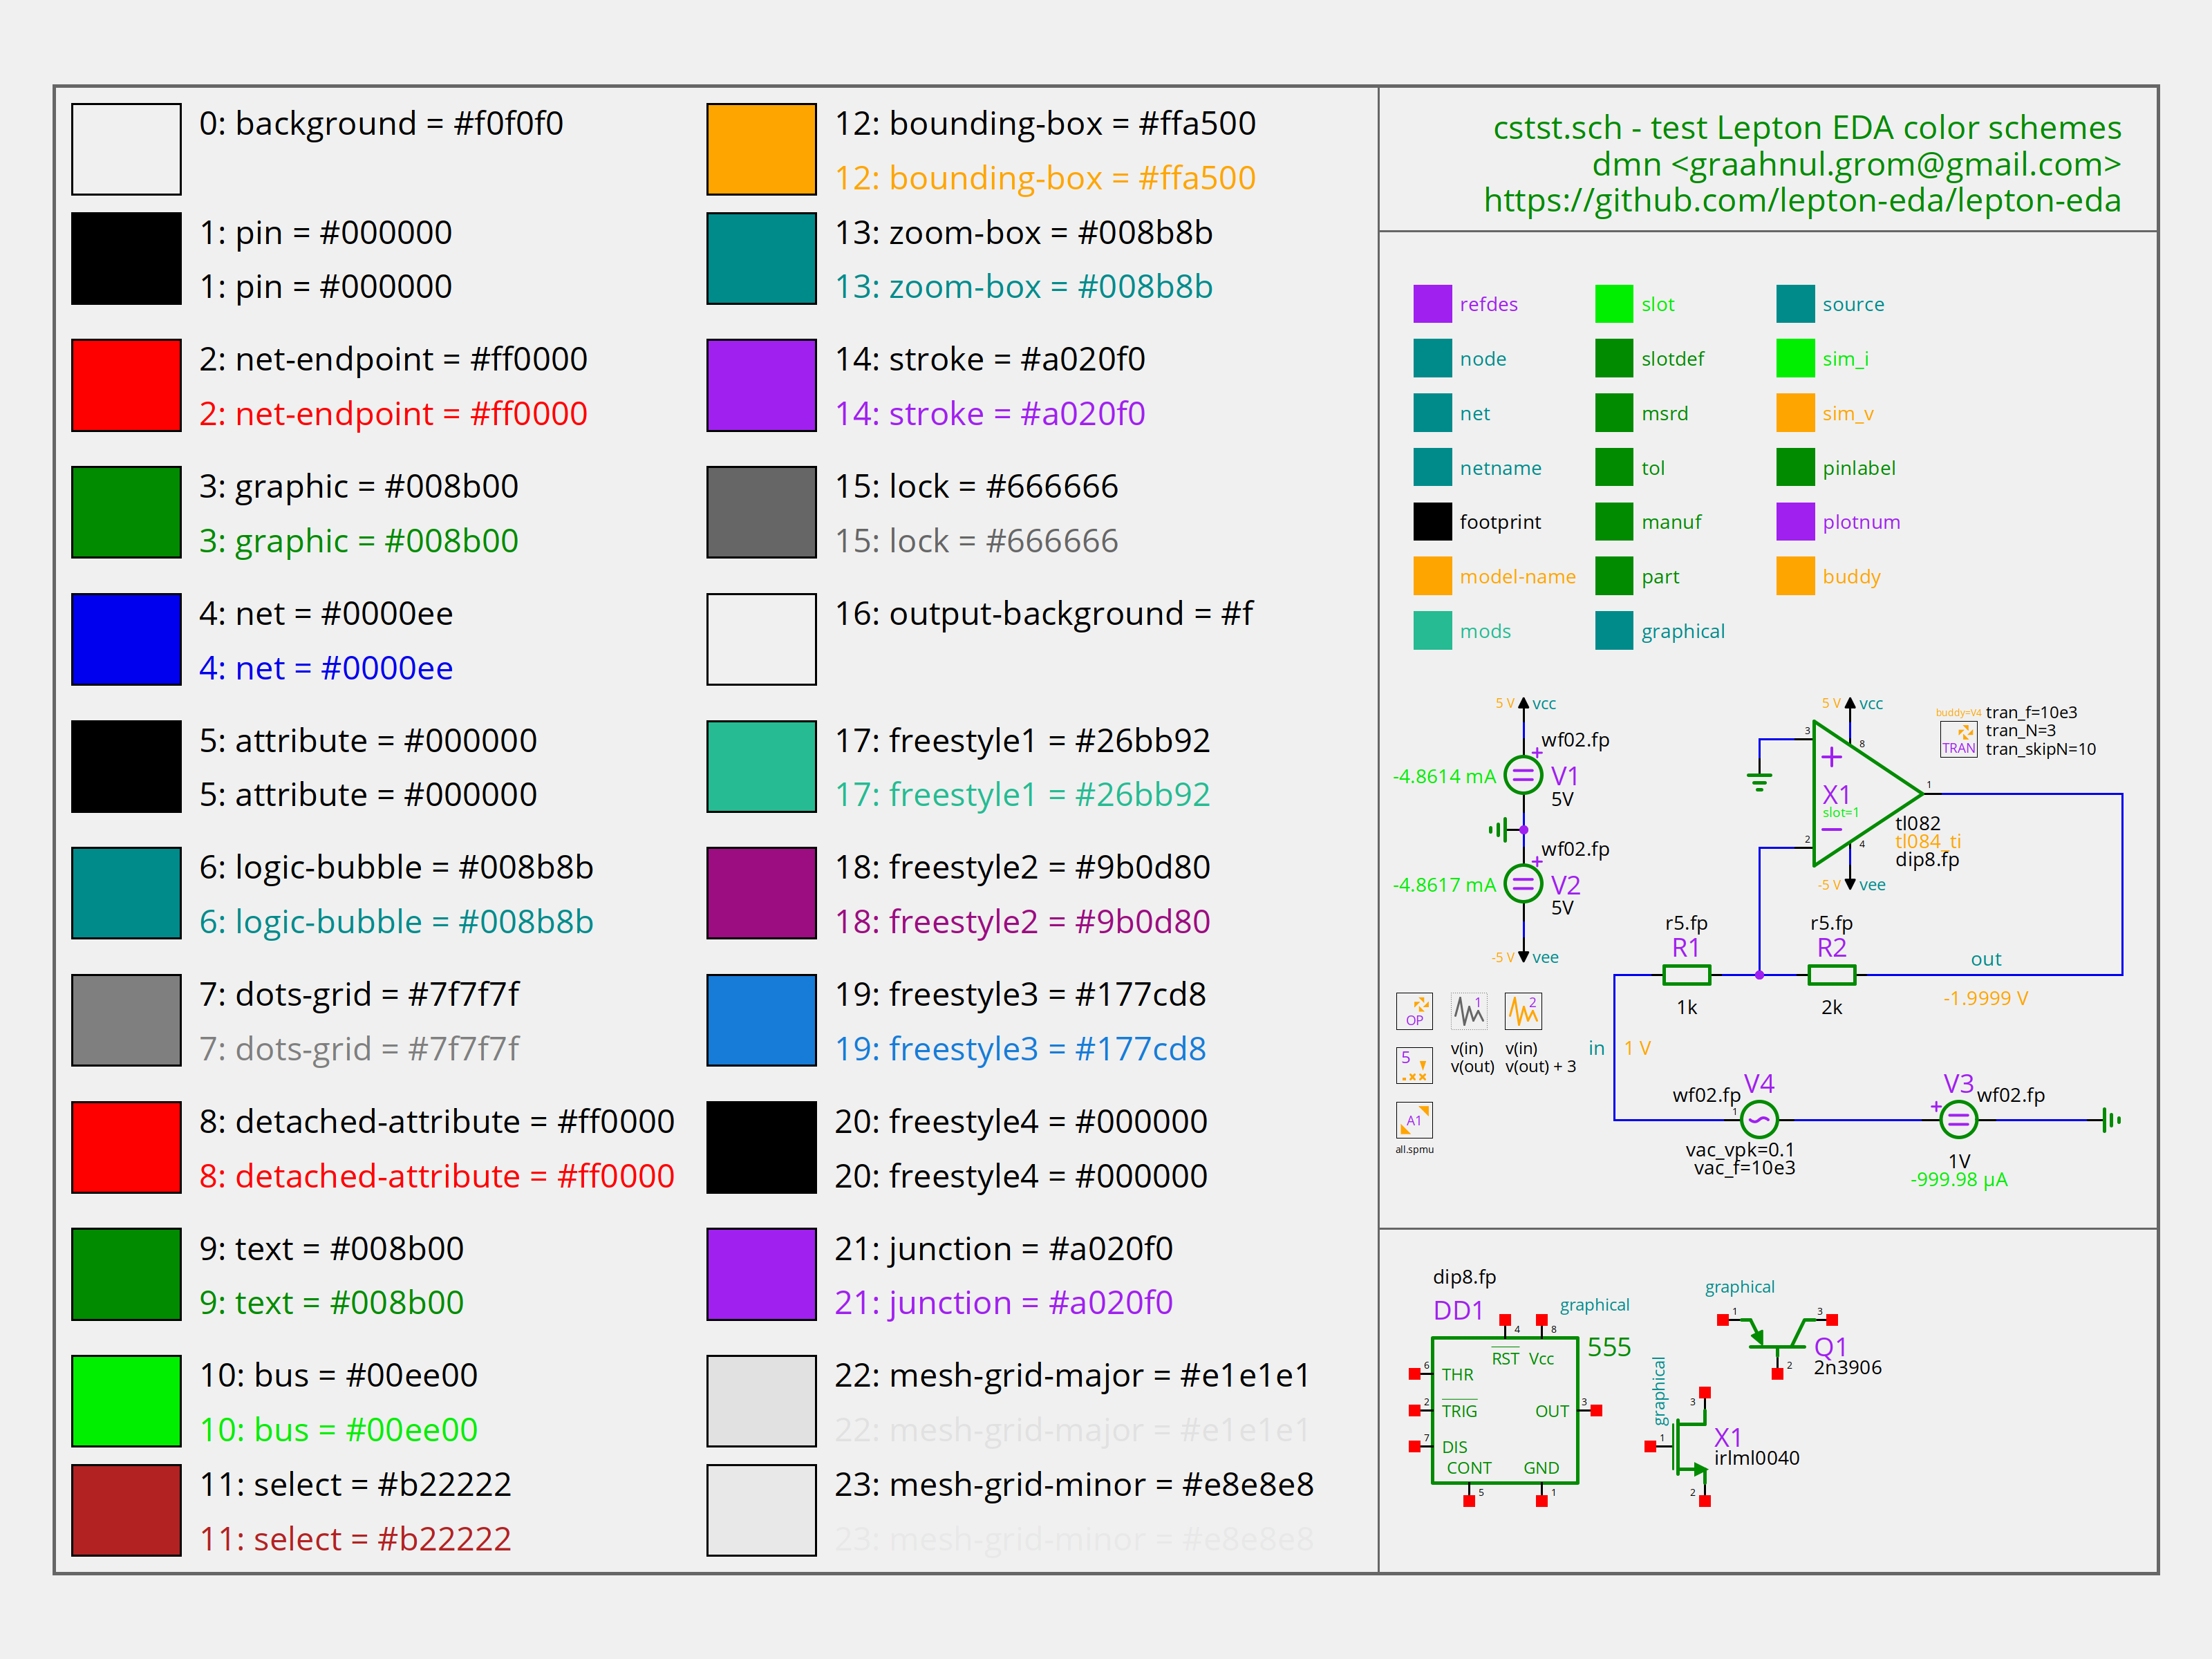 0: background = #f0f0f0
1: pin = #000000
1: pin = #000000
2: net-endpoint = #ff0000
2: net-endpoint = #ff0000
3: graphic = #008b00
3: graphic = #008b00
4: net = #0000ee
4: net = #0000ee
5: attribute = #000000
5: attribute = #000000
6: logic-bubble = #008b8b
6: logic-bubble = #008b8b
7: dots-grid = #7f7f7f
7: dots-grid = #7f7f7f
8: detached-attribute = #ff0000
8: detached-attribute = #ff0000
9: text = #008b00
9: text = #008b00
10: bus = #00ee00
10: bus = #00ee00
11: select = #b22222
11: select = #b22222
12: bounding-box = #ffa500
12: bounding-box = #ffa500
13: zoom-box = #008b8b
13: zoom-box = #008b8b
14: stroke = #a020f0
14: stroke = #a020f0
15: lock = #666666
15: lock = #666666
16: output-background = #f
17: freestyle1 = #26bb92
17: freestyle1 = #26bb92
18: freestyle2 = #9b0d80
18: freestyle2 = #9b0d80
19: freestyle3 = #177cd8
19: freestyle3 = #177cd8
20: freestyle4 = #000000
20: freestyle4 = #000000
21: junction = #a020f0
21: junction = #a020f0
22: mesh-grid-major = #e1e1e1
22: mesh-grid-major = #e1e1e1
23: mesh-grid-minor = #e8e8e8
23: mesh-grid-minor = #e8e8e8
cstst.sch - test Lepton EDA color schemes
dmn <graahnul.grom@gmail.com>
https://github.com/lepton-eda/lepton-eda
refdes
node
net
netname
footprint
model-name
mods
slot
slotdef
msrd
tol
manuf
part
graphical
source
sim_i
sim_v
pinlabel
plotnum
buddy
5 V vcc
wf02.fp
+
V1
-4.8614 mA
5V
wf02.fp
+
V2
-4.8617 mA
5V
-5 V vee
5 V vcc
3
8
+
X1
slot=1
1
2
4
tl082
tl084_ti
dip8.fp
-5 V vee
buddy=V4
TRAN
tran_f=10e3
tran_N=3
tran_skipN=10
r5.fp
R1
1k
r5.fp
R2
2k
out
-1.9999 V
in 1 V
OP
1
v(in)
v(out)
2
v(in)
v(out) + 3
5
A1
all.spmu
V4
wf02.fp
1
vac_vpk=0.1
vac_f=10e3
V3
wf02.fp
+
1V
-999.98 µA
dip8.fp
DD1
graphical
4
8
555
RST Vcc
6
THR
2
TRIG
OUT
3
7
DIS
CONT GND
5
1
graphical
1
3
Q1
2
2n3906
graphical
3
1
X1
irlml0040
2